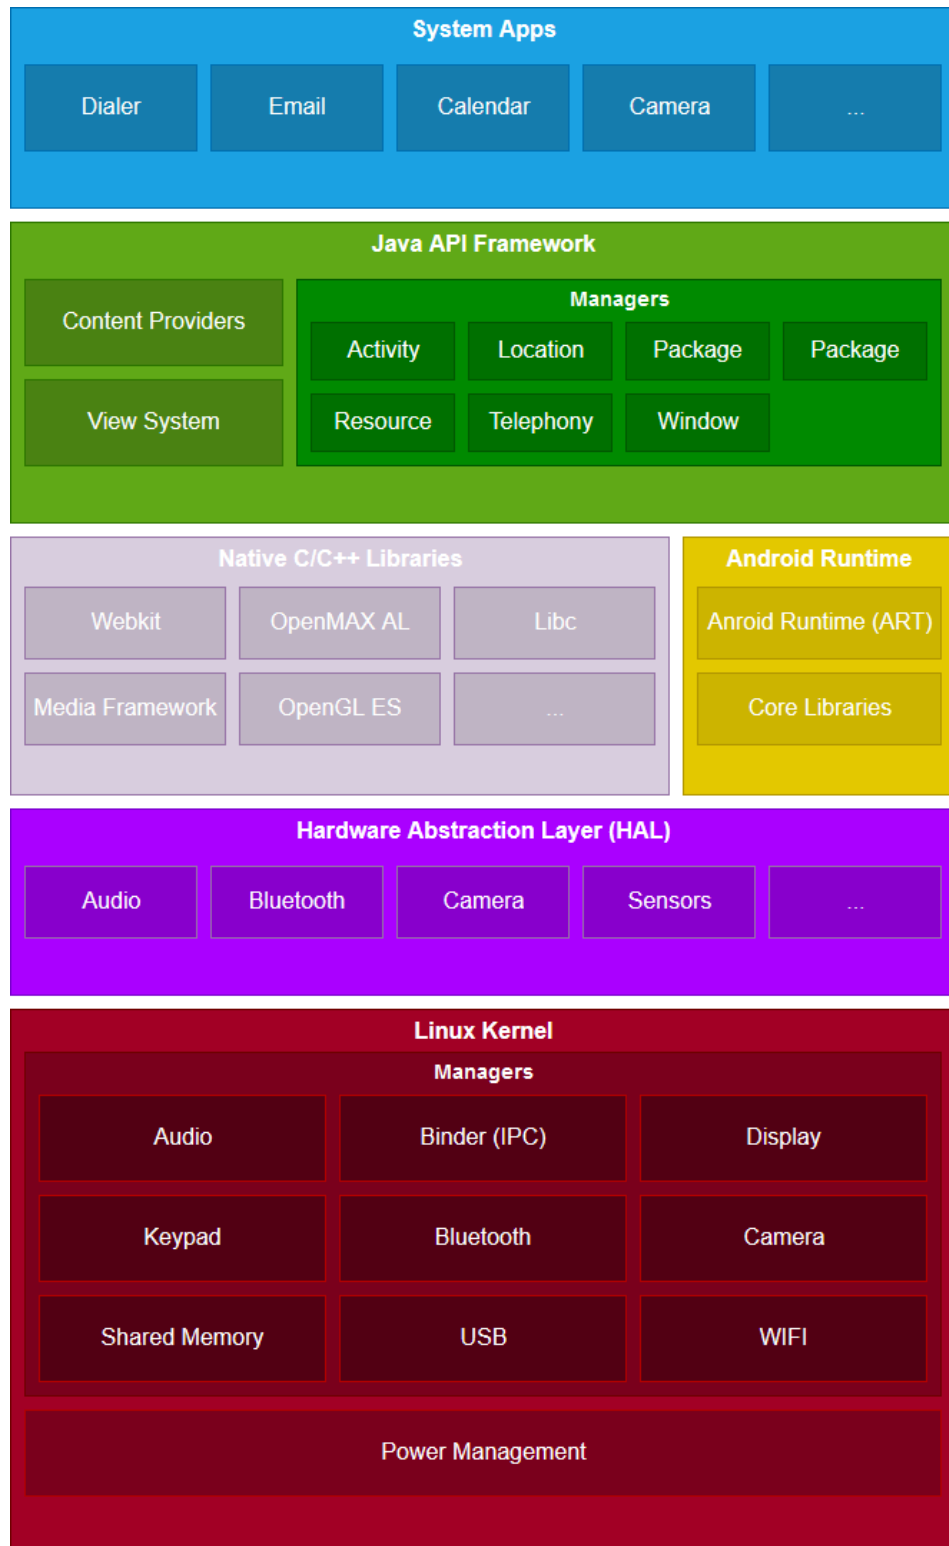 System Apps
Dialer
Email
Calendar
Camera
...
Java API Framework
Content Providers
View System
Managers
Activity
Location
Package
Package
Resource
Telephony
Window
Native C/C++ Libraries
Webkit
OpenMAX AL
Libc
Media Framework
OpenGL ES
...
Android Runtime
Anroid Runtime (ART)
Core Libraries
Hardware Abstraction Layer (HAL)
Audio
Bluetooth
Camera
Sensors
...
Linux Kernel
Managers
Audio
Binder (IPC)
Display
Keypad
Bluetooth
Camera
Shared Memory
USB
WIFI
Power Management